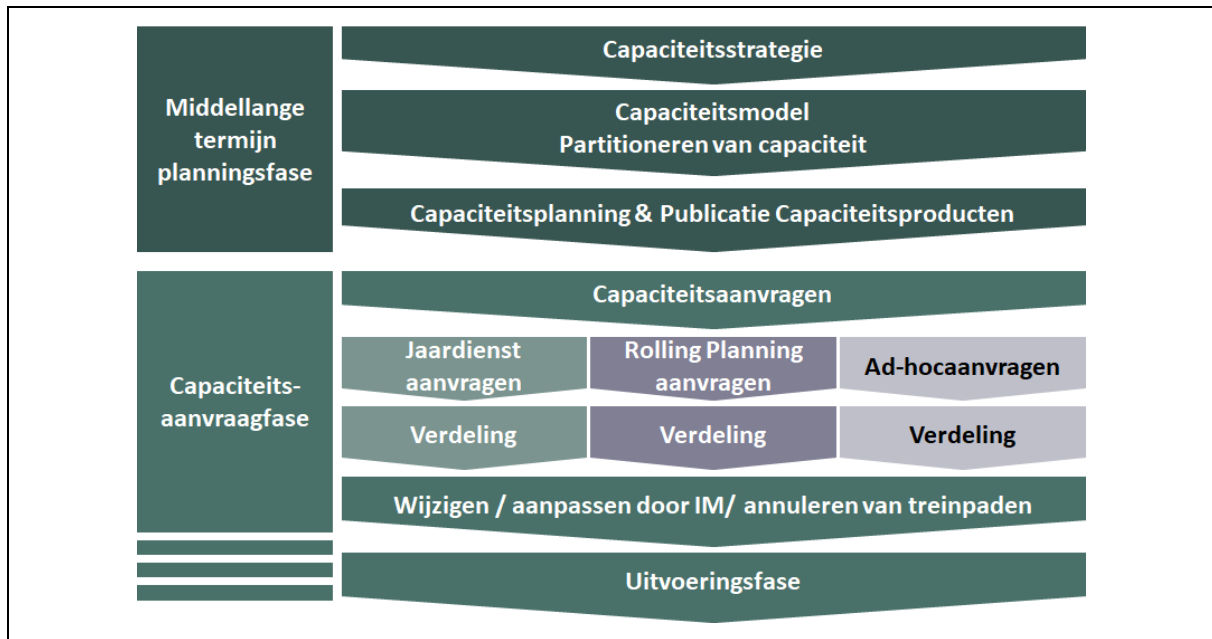 Middellange
termijn
planningsfase
Capaciteitsstrategie
Capaciteitsmodel
Partitioneren van capaciteit
Capaciteitsplanning & Publicatie Capaciteitsproducten
Capaciteits-
aanvraagfase
Capaciteitsaanvragen
Jaardienst
aanvragen
Rolling Planning
aanvragen
Ad-hocaanvragen
Verdeling
Verdeling
Verdeling
Wijzigen / aanpassen door IM/ annuleren van treinpaden
Uitvoeringsfase